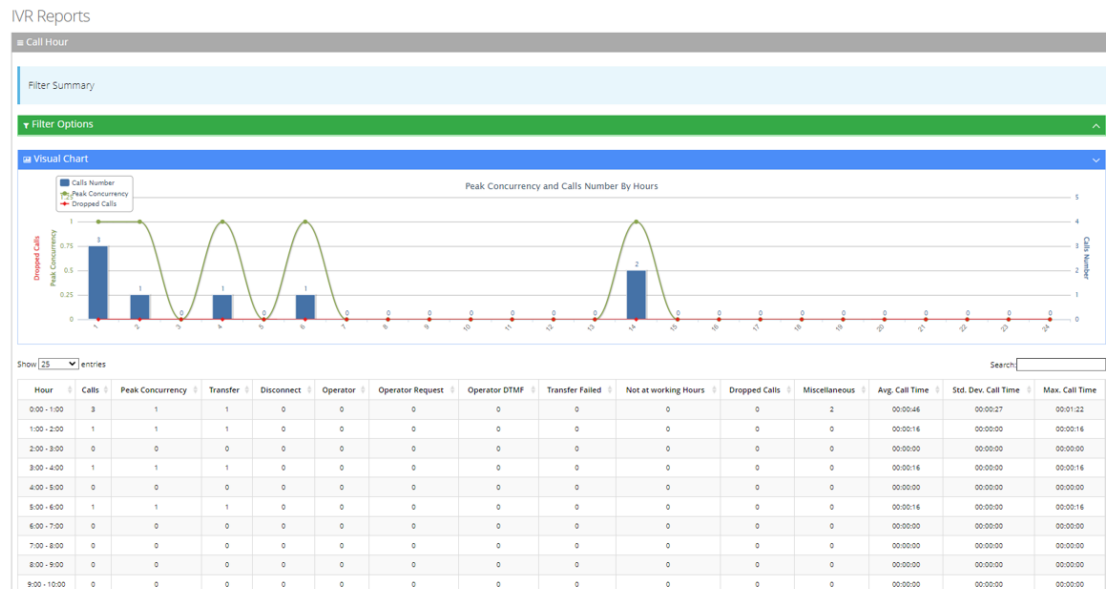 IVR Reports
Call Hour
Filter Summary
Filter Options
Visual Chart
Calls Number
Peak Concurrency
Dropped Calls
Peak Concurrency and Calls Number By Hours
1.25 5
1 4
0.75 3
0.5 2
0.25 1
0 0
Dropped Calls
Peak Concurrency
Calls Number
3 1 0 1 0 1 0 0 0 0 0 0 0 2 0 0 0 0 0 0 0 0 0 0
1 2 3 4 5 6 7 8 9 10 11 12 13 14 15 16 17 18 19 20 21 22 23 24
Show 25 entries Search:
Hour Calls Peak Concurrency Transfer Disconnect Operator Operator Request Operator DTMF Transfer Failed Not at working Hours Dropped Calls Miscellaneous Avg. Call Time Std. Dev. Call Time Max. Call Time
0:00 - 1:00 3 1 1 0 0 0 0 0 0 0 2 00:00:46 00:00:27 00:01:22
1:00 - 2:00 1 1 1 0 0 0 0 0 0 0 0 00:00:16 00:00:00 00:00:16
2:00 - 3:00 0 0 0 0 0 0 0 0 0 0 0 00:00:00 00:00:00 00:00:00
3:00 - 4:00 1 1 1 0 0 0 0 0 0 0 0 00:00:16 00:00:00 00:00:16
4:00 - 5:00 0 0 0 0 0 0 0 0 0 0 0 00:00:00 00:00:00 00:00:00
5:00 - 6:00 1 1 1 0 0 0 0 0 0 0 0 00:00:16 00:00:00 00:00:16
6:00 - 7:00 0 0 0 0 0 0 0 0 0 0 0 00:00:00 00:00:00 00:00:00
7:00 - 8:00 0 0 0 0 0 0 0 0 0 0 0 00:00:00 00:00:00 00:00:00
8:00 - 9:00 0 0 0 0 0 0 0 0 0 0 0 00:00:00 00:00:00 00:00:00
9:00 - 10:00 0 0 0 0 0 0 0 0 0 0 0 00:00:00 00:00:00 00:00:00